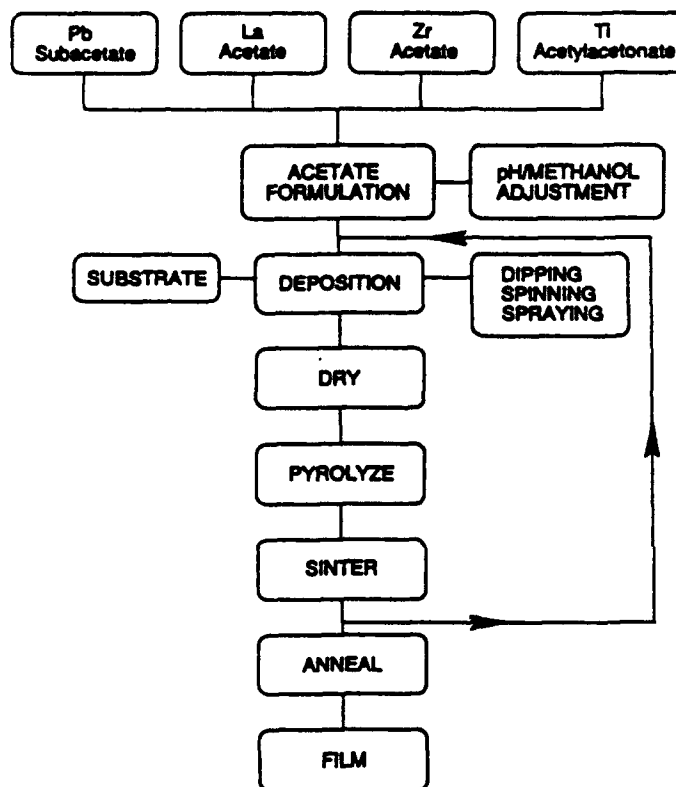 Pb
Subacetate
La
Acetate
Zr
Acetate
Ti
Acetylacetonate
ACETATE
FORMULATION
pH/METHANOL
ADJUSTMENT
SUBSTRATE
DEPOSITION
DIPPING
SPINNING
SPRAYING
DRY
PYROLYZE
SINTER
ANNEAL
FILM